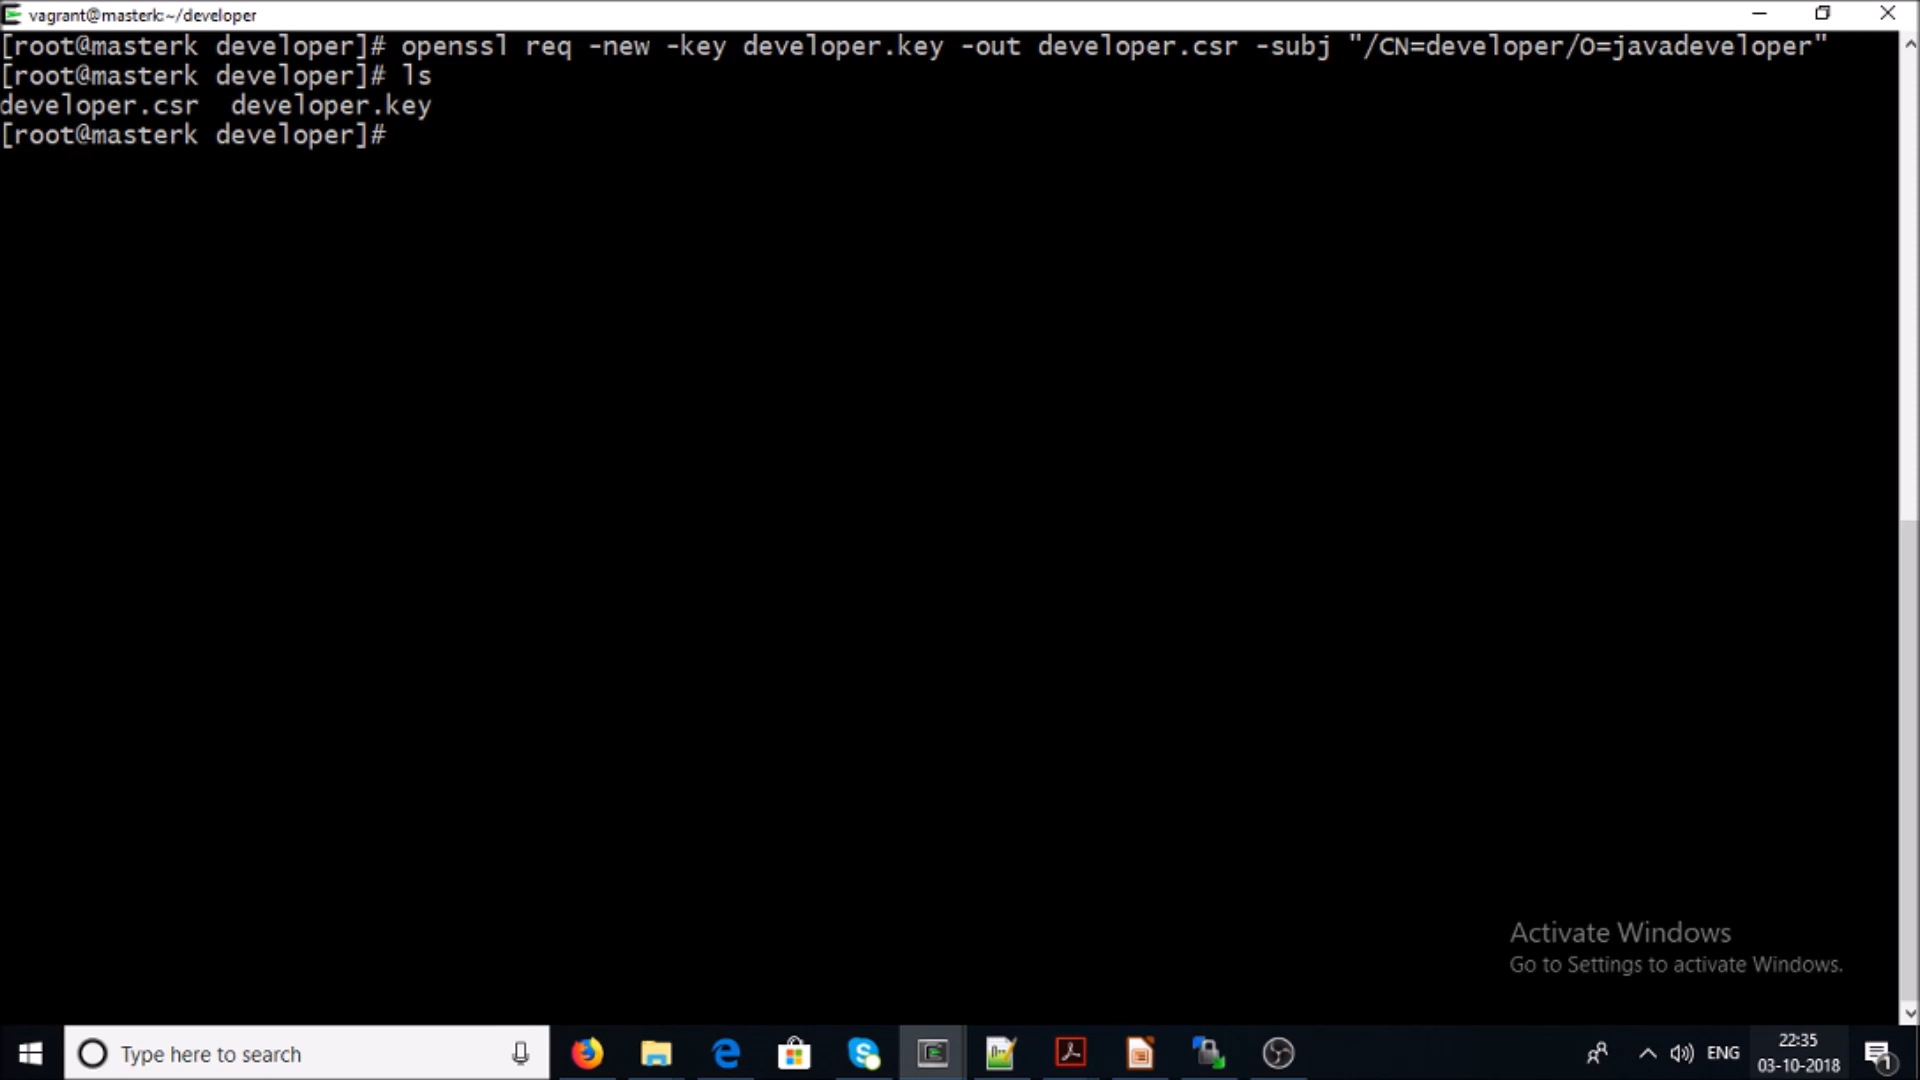 vagrant@masterk:~/developer
[root@masterk developer]# openssl req -new -key developer.key -out developer.csr -subj "/CN=developer/O=javadeveloper"
[root@masterk developer]# ls
developer.csr  developer.key
[root@masterk developer]#
Activate Windows
Go to Settings to activate Windows.
Type here to search
ENG
22:35
03-10-2018
1